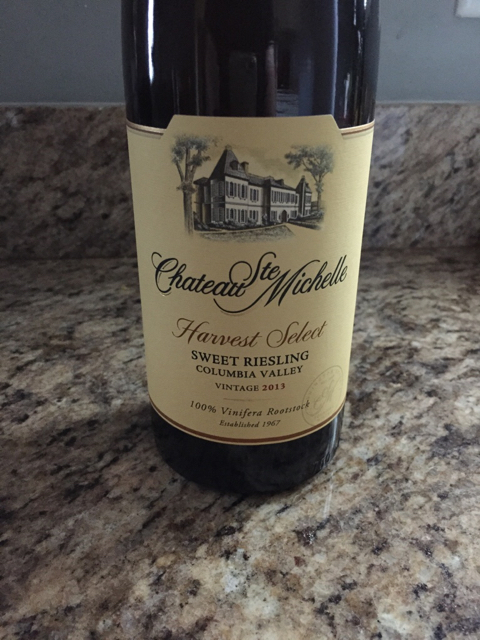 Chateau Ste Michelle
Harvest Select
SWEET RIESLING
COLUMBIA VALLEY
VINTAGE 2013
100% Vinifera Rootstock
Established 1967